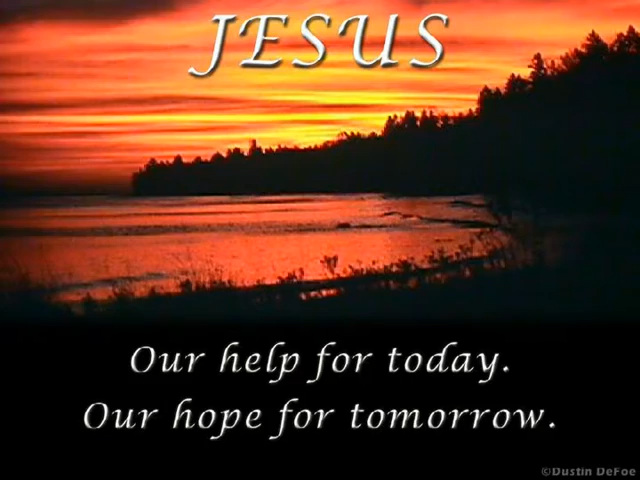 JESUS
Our help for today.
Our hope for tomorrow.
©Dustin DeFoe